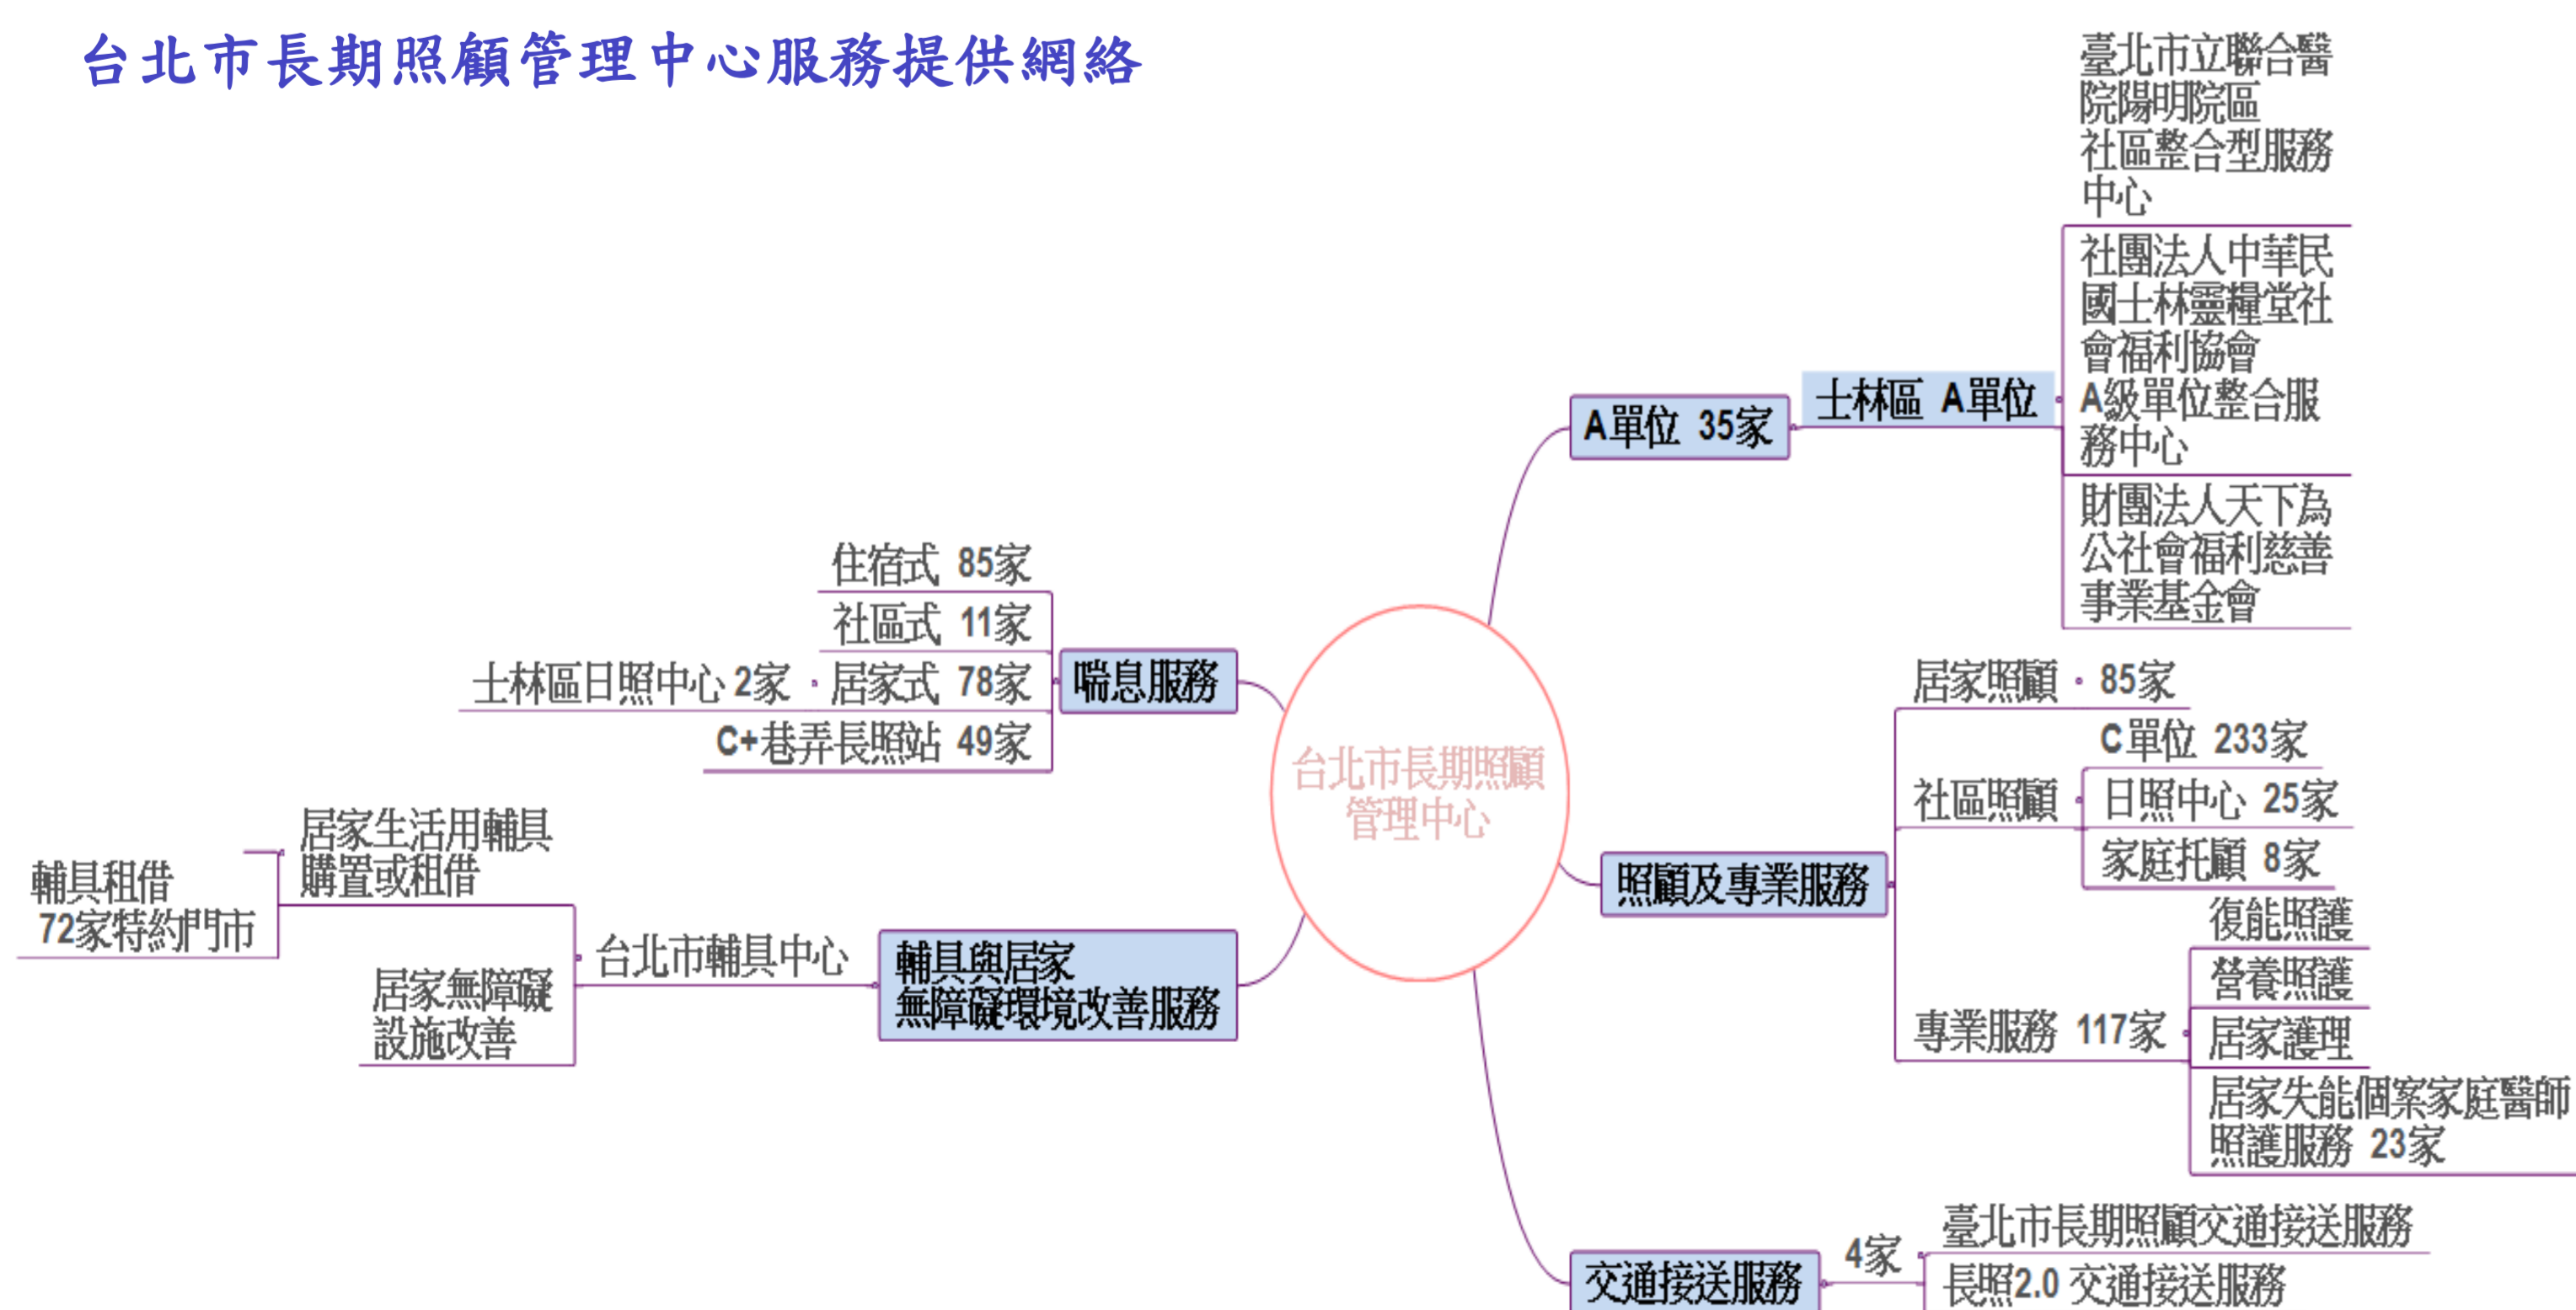 台北市長期照顧管理中心服務提供網絡
臺北市立聯合醫
院陽明院區
社區整合型服務
中心
社團法人中華民
國士林靈糧堂社
會福利協會
A級單位整合服
務中心
財團法人天下為
公社會福利慈善
事業基金會
A單位 35家
士林區 A單位
住宿式 85家
社區式 11家
士林區日照中心 2家
居家式 78家
C+巷弄長照站 49家
喘息服務
台北市長期照顧
管理中心
居家照顧
85家
社區照顧
C單位 233家
日照中心 25家
家庭托顧 8家
照顧及專業服務
專業服務 117家
復能照護
營養照護
居家護理
居家失能個案家庭醫師
照護服務 23家
居家生活用輔具
購置或租借
輔具租借
72家特約門市
居家無障礙
設施改善
台北市輔具中心
輔具與居家
無障礙環境改善服務
交通接送服務
4家
臺北市長期照顧交通接送服務
長照2.0 交通接送服務